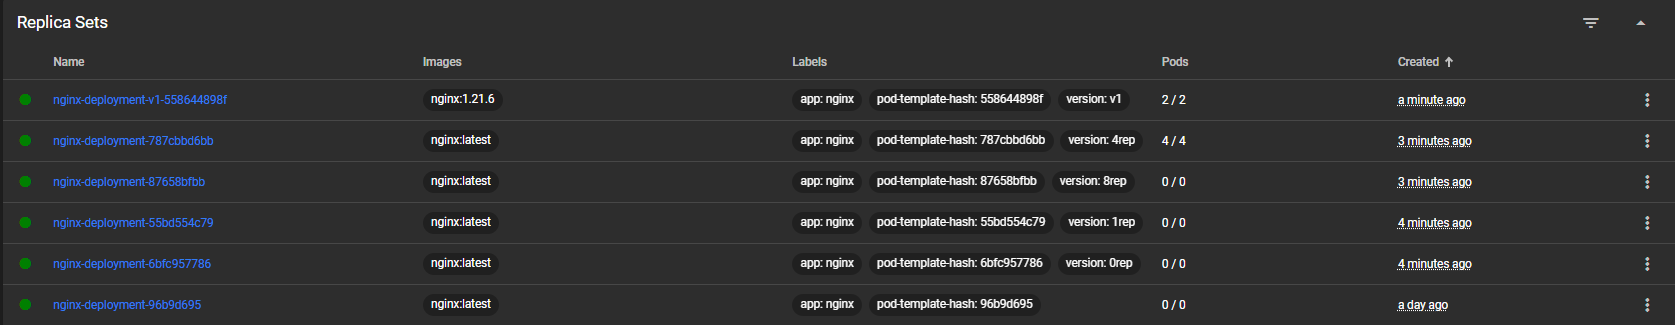 Replica Sets
Name Images Labels Pods Created
nginx-deployment-v1-558644898f nginx:1.21.6 app: nginx pod-template-hash: 558644898f version: v1 2 / 2 a minute ago
nginx-deployment-787cbbd6bb nginx:latest app: nginx pod-template-hash: 787cbbd6bb version: 4rep 4 / 4 3 minutes ago
nginx-deployment-87658bfbb nginx:latest app: nginx pod-template-hash: 87658bfbb version: 8rep 0 / 0 3 minutes ago
nginx-deployment-55bd554c79 nginx:latest app: nginx pod-template-hash: 55bd554c79 version: 1rep 0 / 0 4 minutes ago
nginx-deployment-6bfc957786 nginx:latest app: nginx pod-template-hash: 6bfc957786 version: 0rep 0 / 0 4 minutes ago
nginx-deployment-96b9d695 nginx:latest app: nginx pod-template-hash: 96b9d695 0 / 0 a day ago